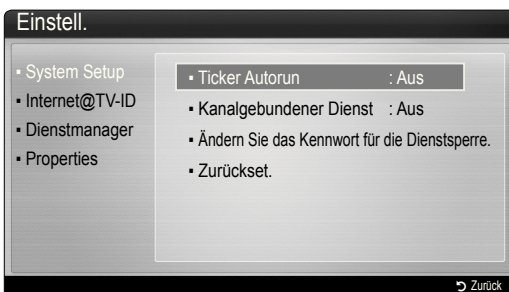 Einstell.
▪ System Setup
▪ Internet@TV-ID
▪ Dienstmanager
▪ Properties
▪ Ticker Autorun : Aus
▪ Kanalgebundener Dienst : Aus
▪ Ändern Sie das Kennwort für die Dienstsperre.
▪ Zurückset.
Zurück